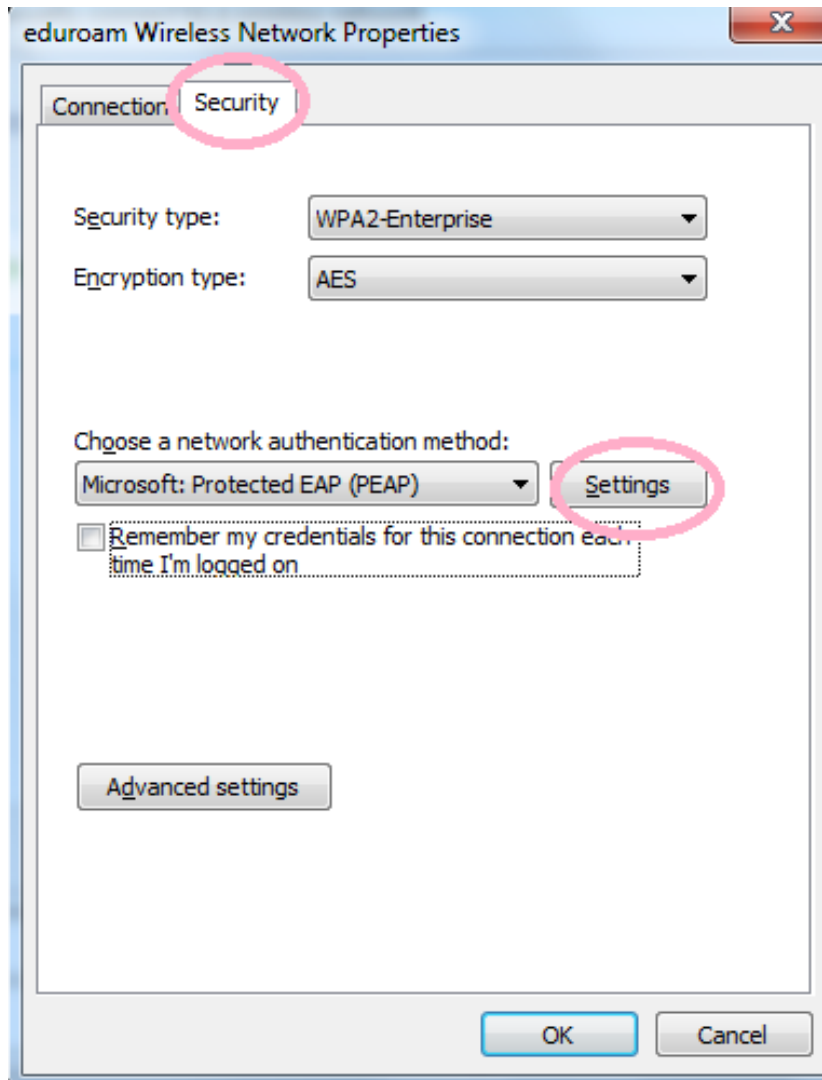 eduroam Wireless Network Properties
Connection Security
Security type: WPA2-Enterprise
Encryption type: AES
Choose a network authentication method:
Microsoft: Protected EAP (PEAP) Settings
Remember my credentials for this connection each
time I'm logged on
Advanced settings
OK Cancel